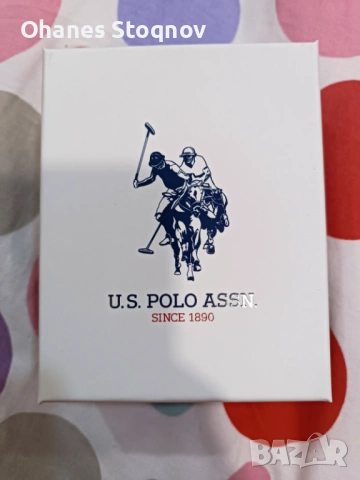 Ohanes Stoqnov
U.S. POLO ASSN.
SINCE 1890
BAZAR